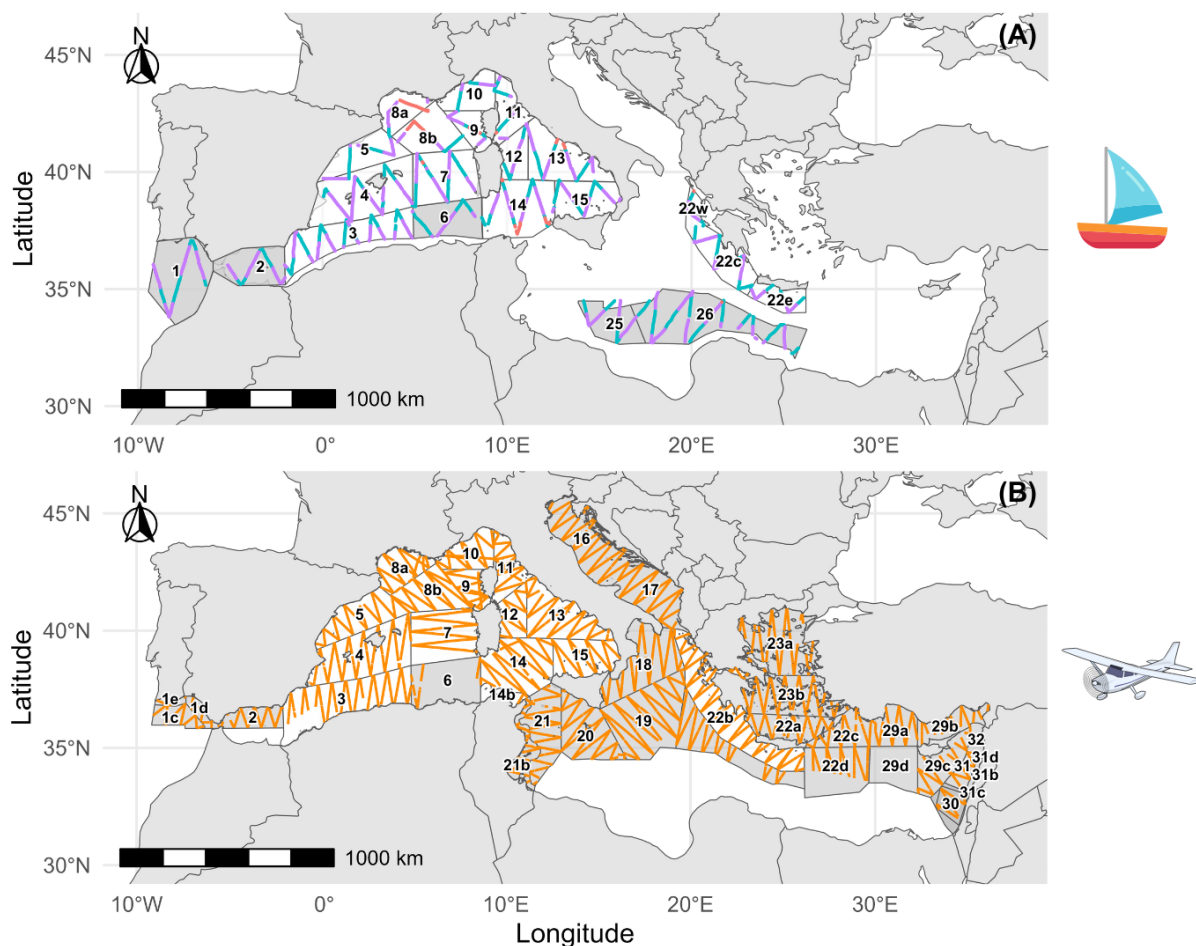 (A)
N
45°N
40°N
35°N
30°N
Latitude
10
8a
11
9
8b
5
12
13
7
4
15
14
6
3
22w
2
1
22c
22e
25
26
1000 km
10°W
0°
10°E
20°E
30°E
(B)
N
45°N
40°N
35°N
30°N
Latitude
16
10
8a
11
9
8b
17
5
12
13
7
23a
4
15
14
18
6
3
14b
23b
1e
1d
1c
2
21
19
22b
22a
22c
29a
29b
20
32
21b
22d
29d
29c
31
31d
31b
31c
30
1000 km
10°W
0°
10°E
20°E
30°E
Longitude